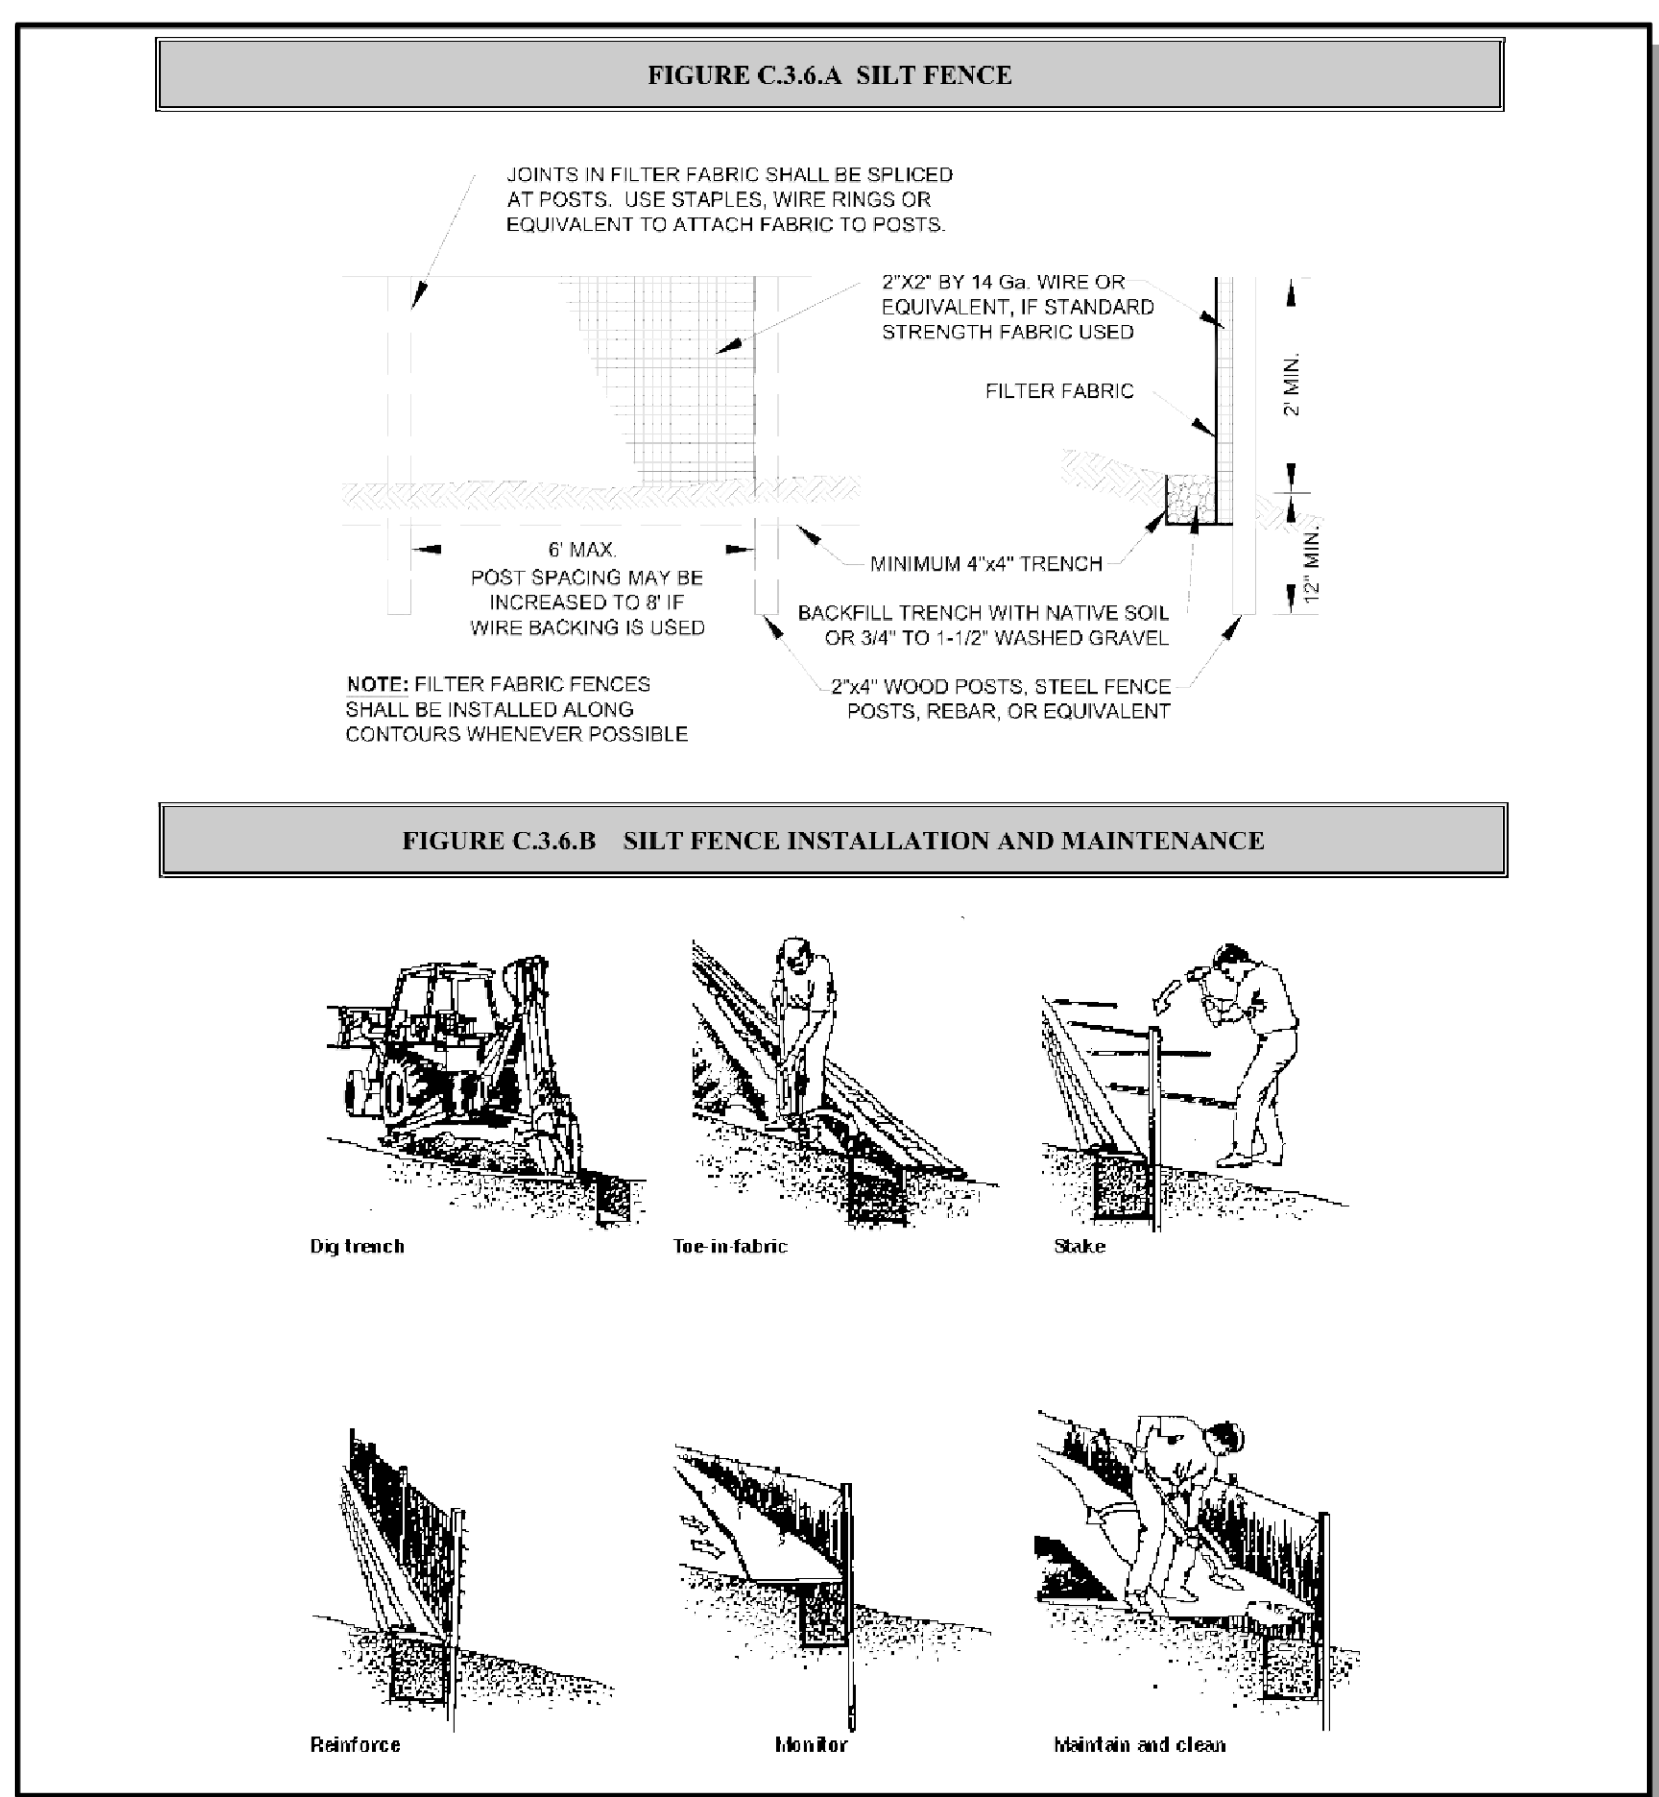 FIGURE C.3.6.A SILT FENCE
JOINTS IN FILTER FABRIC SHALL BE SPLICED
AT POSTS. USE STAPLES, WIRE RINGS OR
EQUIVALENT TO ATTACH FABRIC TO POSTS.
2"X2" BY 14 Ga. WIRE OR
EQUIVALENT, IF STANDARD
STRENGTH FABRIC USED
FILTER FABRIC
2' MIN.
12" MIN.
6' MAX.
POST SPACING MAY BE
INCREASED TO 8' IF
WIRE BACKING IS USED
MINIMUM 4"x4" TRENCH
BACKFILL TRENCH WITH NATIVE SOIL
OR 3/4" TO 1-1/2" WASHED GRAVEL
2"x4" WOOD POSTS, STEEL FENCE
POSTS, REBAR, OR EQUIVALENT
NOTE: FILTER FABRIC FENCES
SHALL BE INSTALLED ALONG
CONTOURS WHENEVER POSSIBLE
FIGURE C.3.6.B SILT FENCE INSTALLATION AND MAINTENANCE
Dig trench
Toe-in-fabric
Stake
Reinforce
Monitor
Maintain and clean